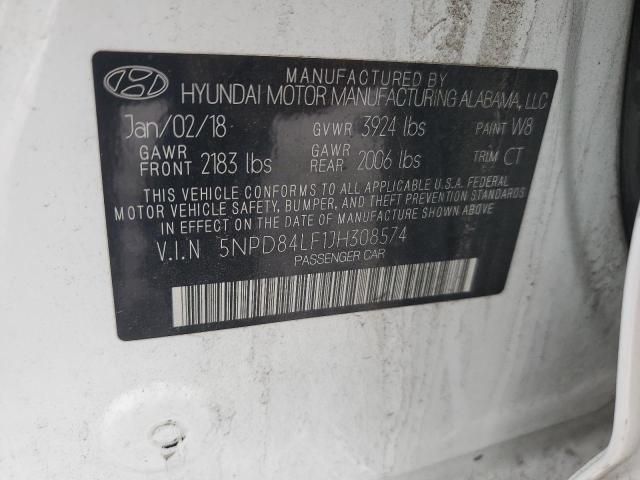 MANUFACTURED BY
HYUNDAI MOTOR MANUFACTURING ALABAMA, LLC
Jan/02/18 GVWR 3924 lbs PAINT W8
GAWR FRONT 2183 lbs GAWR REAR 2006 lbs TRIM CT
THIS VEHICLE CONFORMS TO ALL APPLICABLE U.S.A. FEDERAL
MOTOR VEHICLE SAFETY, BUMPER, AND THEFT PREVENTION STANDARDS
IN EFFECT ON THE DATE OF MANUFACTURE SHOWN ABOVE.
V.I.N 5NPD84LF1JH308574
PASSENGER CAR